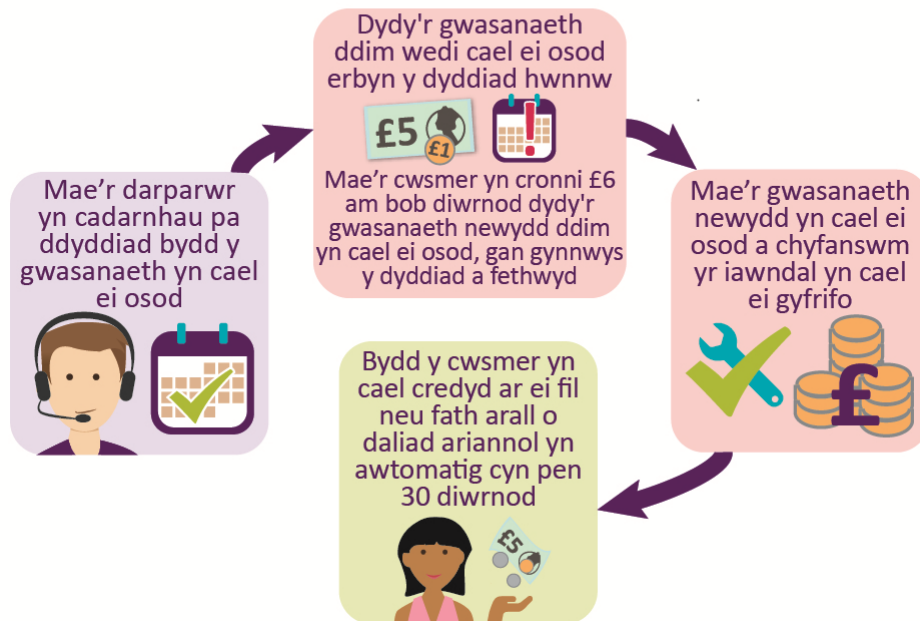 Mae'r darparwr
yn cadarnhau pa
ddyddiad bydd y
gwasanaeth yn cael
ei osod
Dydy'r gwasanaeth
ddim wedi cael ei osod
erbyn y dyddiad hwnnw
£5
£1
Mae'r cwsmer yn cronni £6
am bob diwrnod dydy'r
gwasanaeth newydd ddim
yn cael ei osod, gan gynnwys
y dyddiad a fethwyd
Mae'r gwasanaeth
newydd yn cael ei
osod a chyfanswm
yr iawndal yn cael
ei gyfrifo
£
Bydd y cwsmer yn
cael credyd ar ei fil
neu fath arall o
daliad ariannol yn
awtomatig cyn pen
30 diwrnod
£5